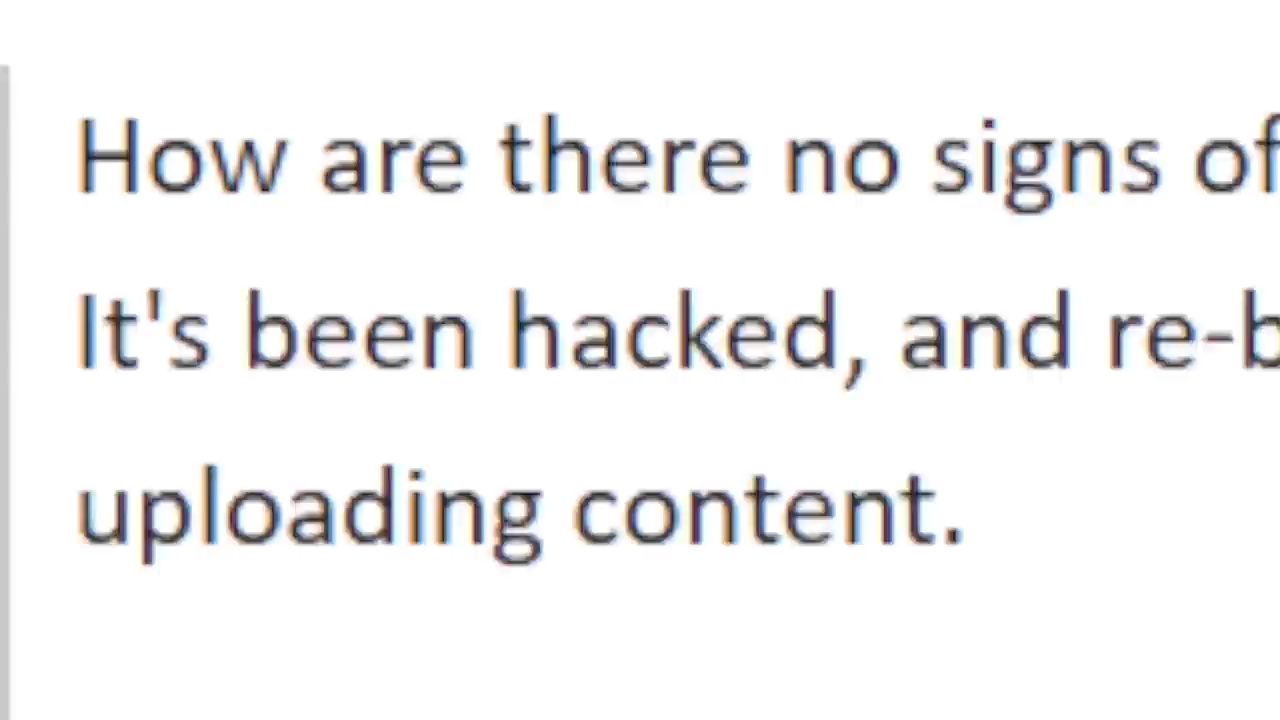 How are there no signs of
It's been hacked, and re-b
uploading content.